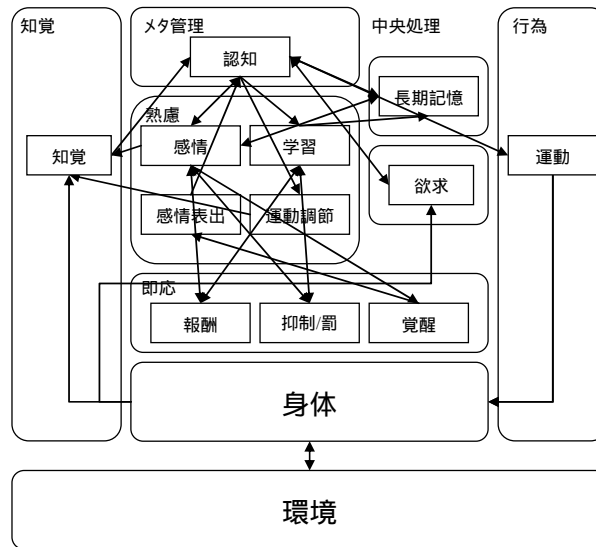 知覚
メタ管理
中央処理
行為
認知
長期記憶
熟慮
知覚
感情
学習
運動
欲求
感情表出
運動調節
即応
報酬
抑制/罰
覚醒
身体
環境